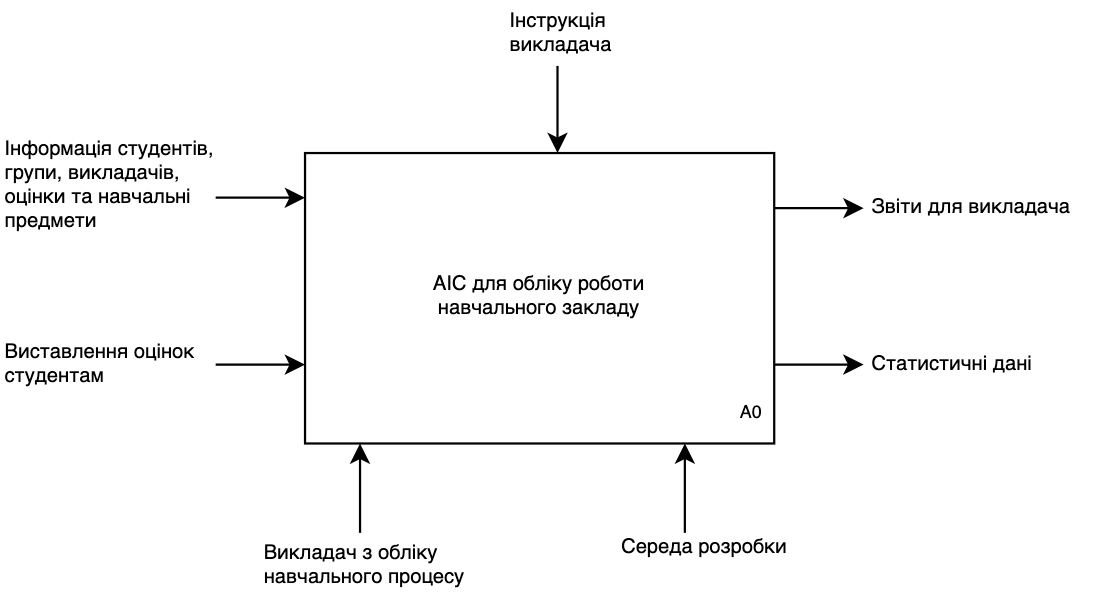 Інструкція
викладача
Інформація студентів,
групи, викладачів,
оцінки та навчальні
предмети
Звіти для викладача
АІС для обліку роботи
навчального закладу
Виставлення оцінок
студентам
Статистичні дані
А0
Викладач з обліку
навчального процесу
Середа розробки